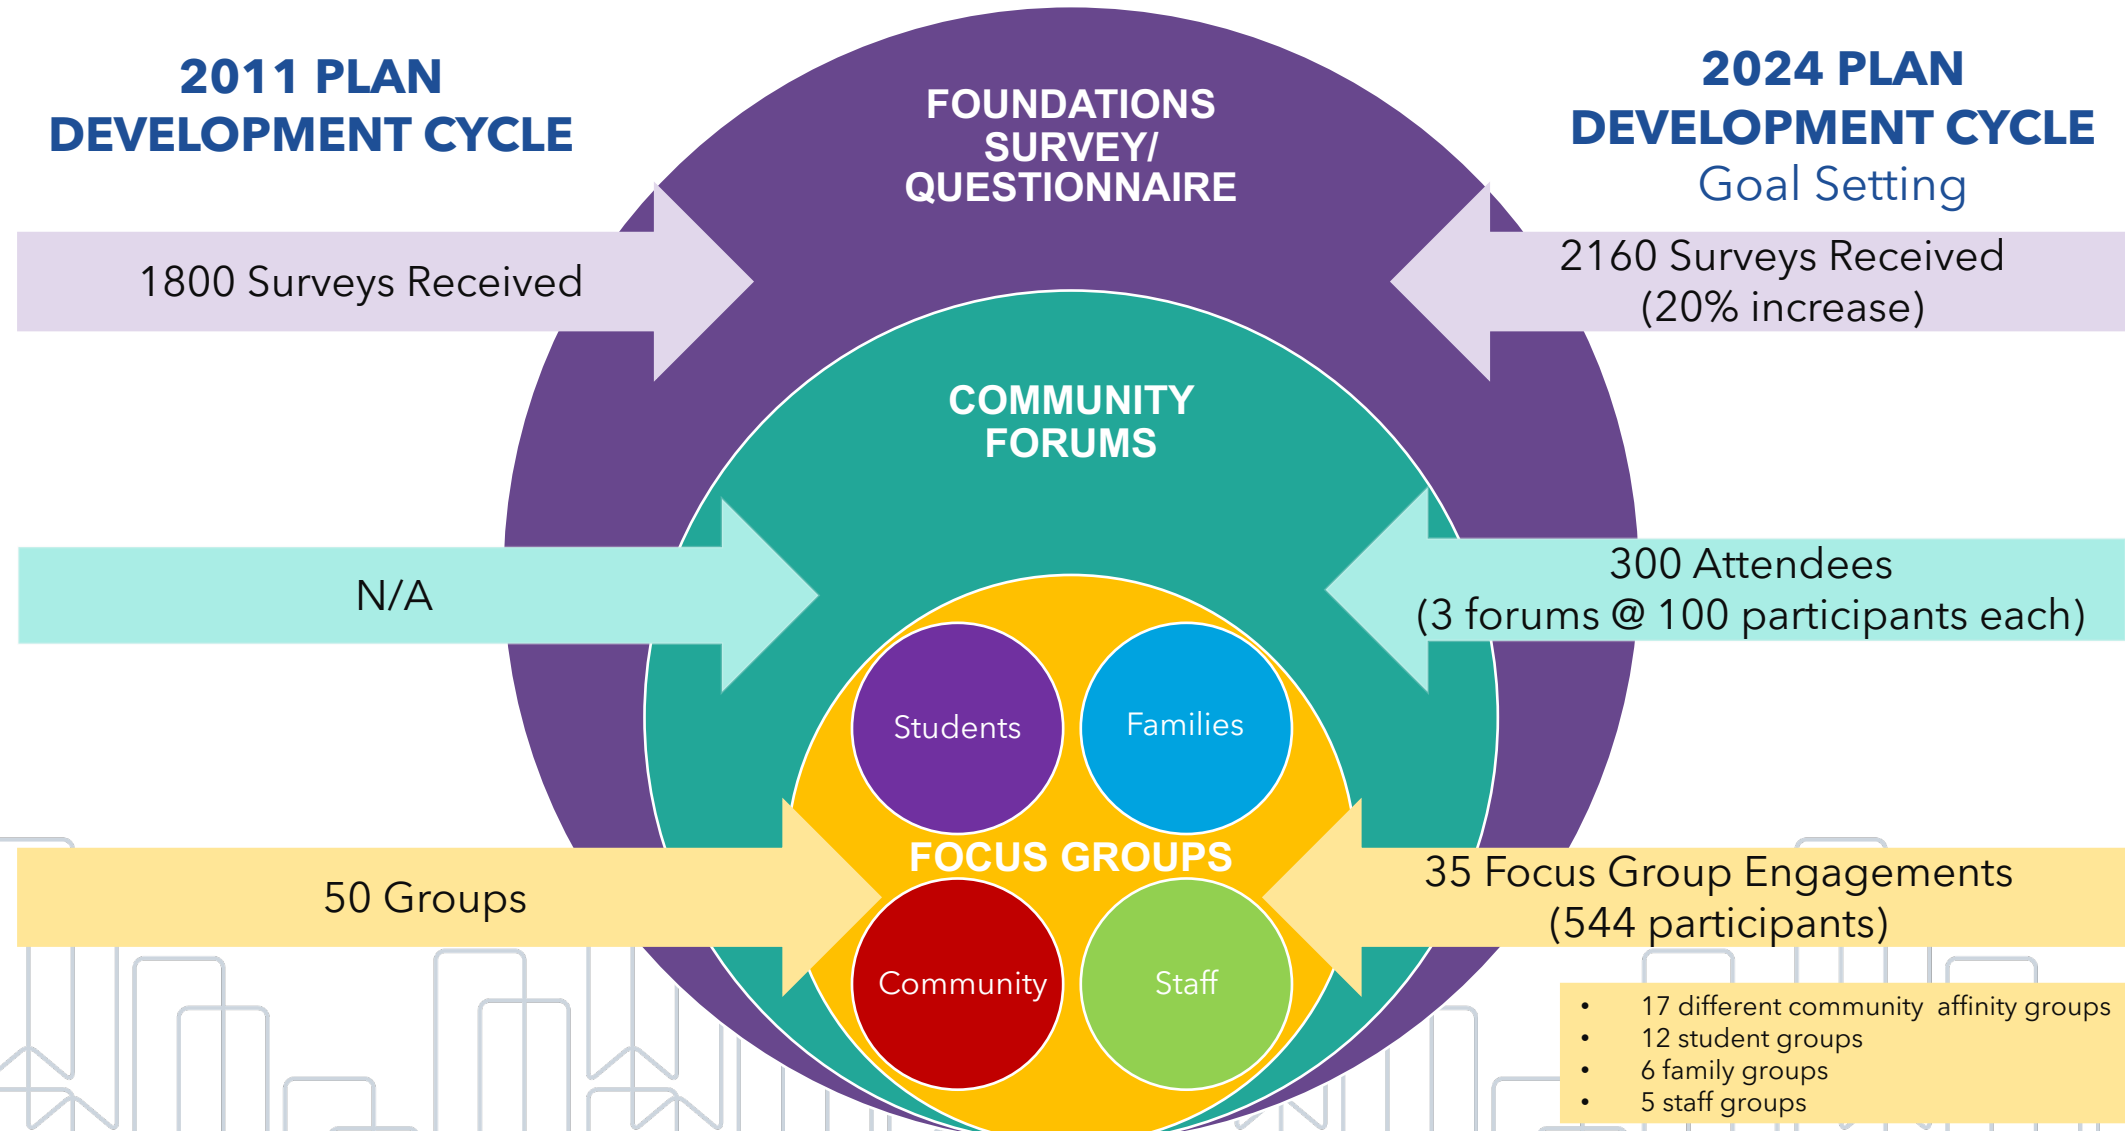 2011 PLAN
DEVELOPMENT CYCLE
FOUNDATIONS
SURVEY/
QUESTIONNAIRE
2024 PLAN
DEVELOPMENT CYCLE
Goal Setting
1800 Surveys Received
2160 Surveys Received
(20% increase)
COMMUNITY
FORUMS
N/A
300 Attendees
(3 forums @ 100 participants each)
Students
Families
FOCUS GROUPS
50 Groups
35 Focus Group Engagements
(544 participants)
Community
Staff
• 17 different community affinity groups
• 12 student groups
• 6 family groups
• 5 staff groups